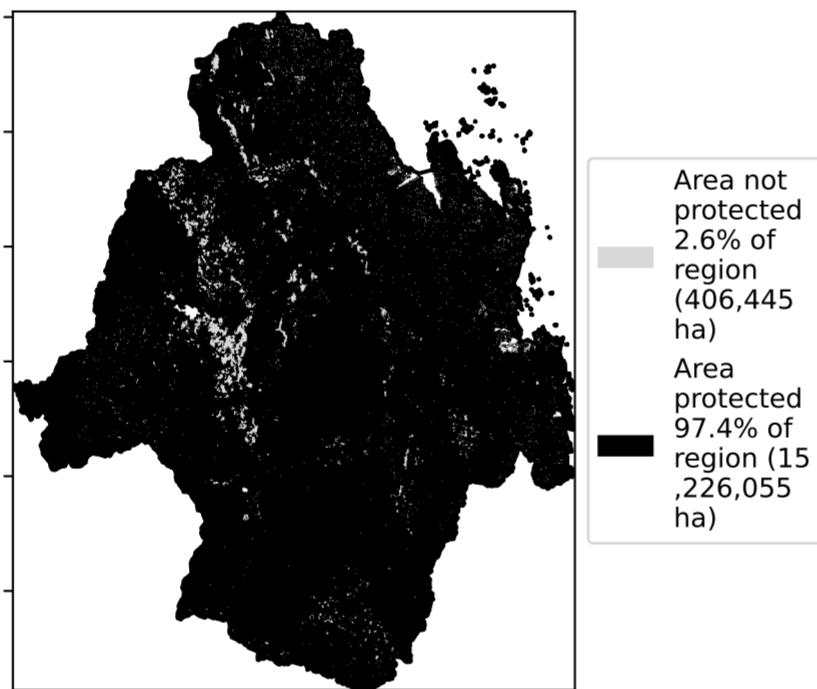 Area not
protected
2.6% of
region
(406,445
ha)
Area
protected
97.4% of
region (15
,226,055
ha)